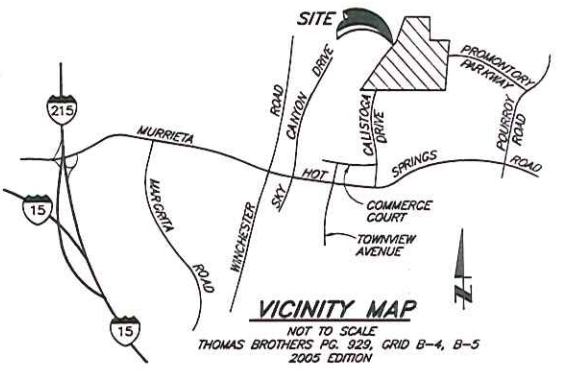 SITE
PROMONTORY
PARKWAY
215
MURRIETA
ROAD
CANYON DRIVE
CALISTOGA
DRIVE
POURROY
ROAD
15
MARGRITA
ROAD
WINCHESTER
SKY
HOT
SPRINGS
ROAD
COMMERCE
COURT
TOWNVIEW
AVENUE
15
N
VICINITY MAP
NOT TO SCALE
THOMAS BROTHERS PG. 929, GRID B-4, B-5
2005 EDITION